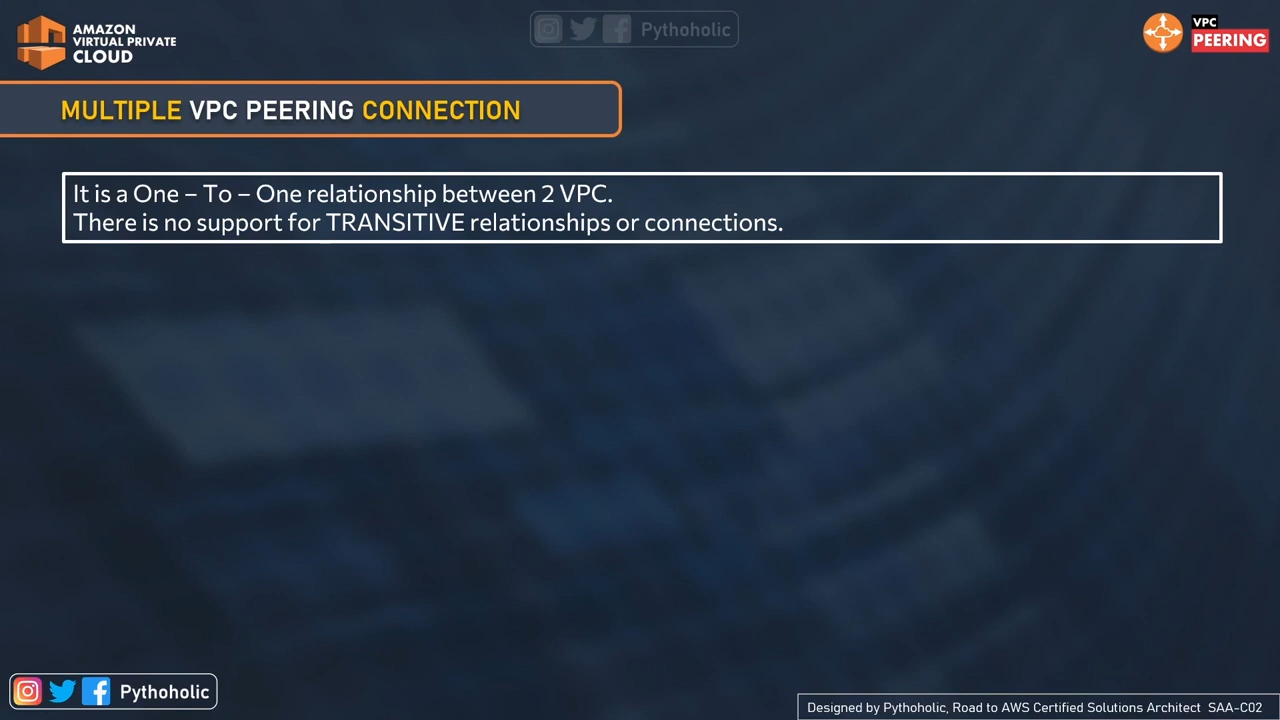 AMAZON
VIRTUAL PRIVATE
CLOUD
Pythoholic
VPC
PEERING
MULTIPLE VPC PEERING CONNECTION
It is a One – To – One relationship between 2 VPC.
There is no support for TRANSITIVE relationships or connections.
Pythoholic
Designed by Pythoholic, Road to AWS Certified Solutions Architect SAA-C02